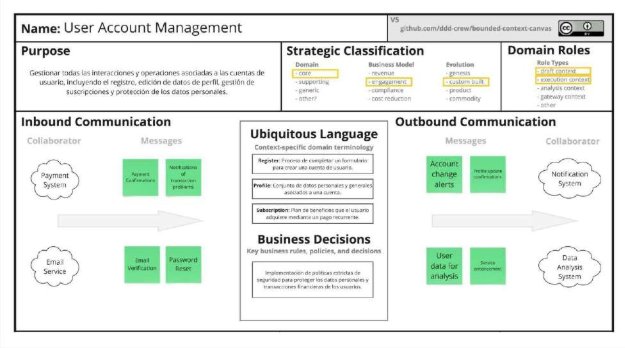 Name: User Account Management
V5
github.com/ddd-crew/bounded-context-canvas
Purpose
Gestionar todas las interacciones y operaciones asociadas a las cuentas de
usuario, incluyendo el registro, edición de datos de perfil, gestión de
suscripciones y protección de los datos personales.
Strategic Classification
Domain
- core
- supporting
- generic
- other?
Business Model
- revenue
- engagement
- compliance
- cost reduction
Evolution
- genesis
- custom built
- product
- commodity
Domain Roles
Role Types
- draft context
- execution context
- analysis context
- gateway context
- other
Inbound Communication
Collaborator
Messages
Payment
System
Payment
Confirmations
Notifications
of
transaction
problems
Email
Service
Email
Verification
Password
Reset
Ubiquitous Language
Context-specific domain terminology
Register: Proceso de completar un formulario
para crear una cuenta de usuario.
Profile: Conjunto de datos personales y generales
asociados a una cuenta.
Subscription: Plan de beneficios que el usuario
adquiere mediante un pago recurrente.
Business Decisions
Key business rules, policies, and decisions
Implementación de políticas estrictas de
seguridad para proteger los datos personales y
transacciones financieras de los usuarios.
Outbound Communication
Messages
Collaborator
Account
change
alerts
Profile update
confirmations
Notification
System
User
data for
analysis
Service
enhancement
Data
Analysis
System